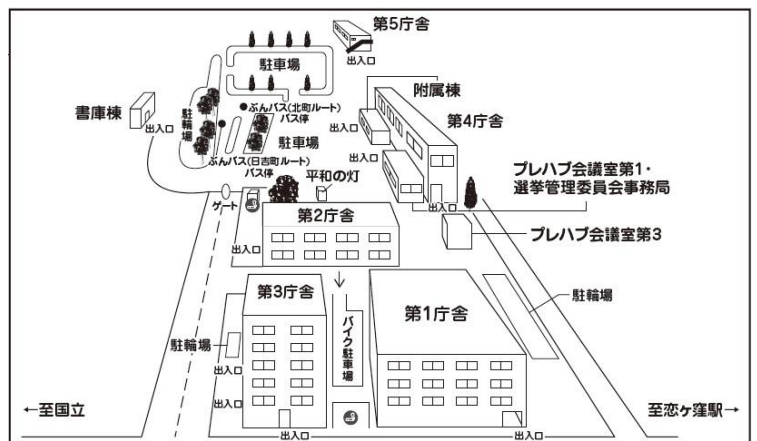 第5庁舎
出入口
駐車場
附属棟
書庫棟
出入口
駐輪場
ぶんバス(北町ルート)
バス停
第4庁舎
出入口
駐車場
出入口
ぶんバス(日吉町ルート)
バス停
平和の灯
プレハブ会議室第1・
選挙管理委員会事務局
ゲート
出入口
第2庁舎
プレハブ会議室第3
出入口
第3庁舎
第1庁舎
駐輪場
バイク駐車場
駐輪場
出入口
出入口
←至国立
至恋ヶ窪駅→
出入口
出入口